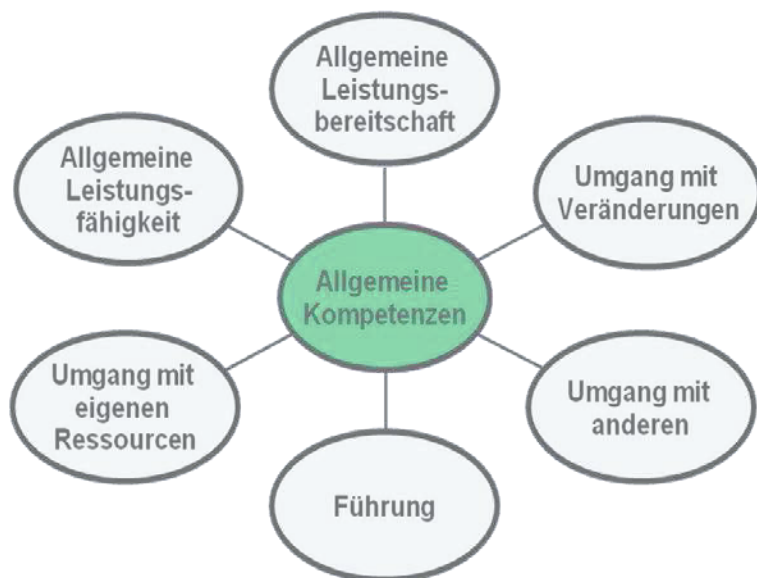 Allgemeine
Leistungs-
bereitschaft
Allgemeine
Leistungs-
fähigkeit
Umgang mit
Veränderungen
Allgemeine
Kompetenzen
Umgang mit
eigenen
Ressourcen
Umgang mit
anderen
Führung